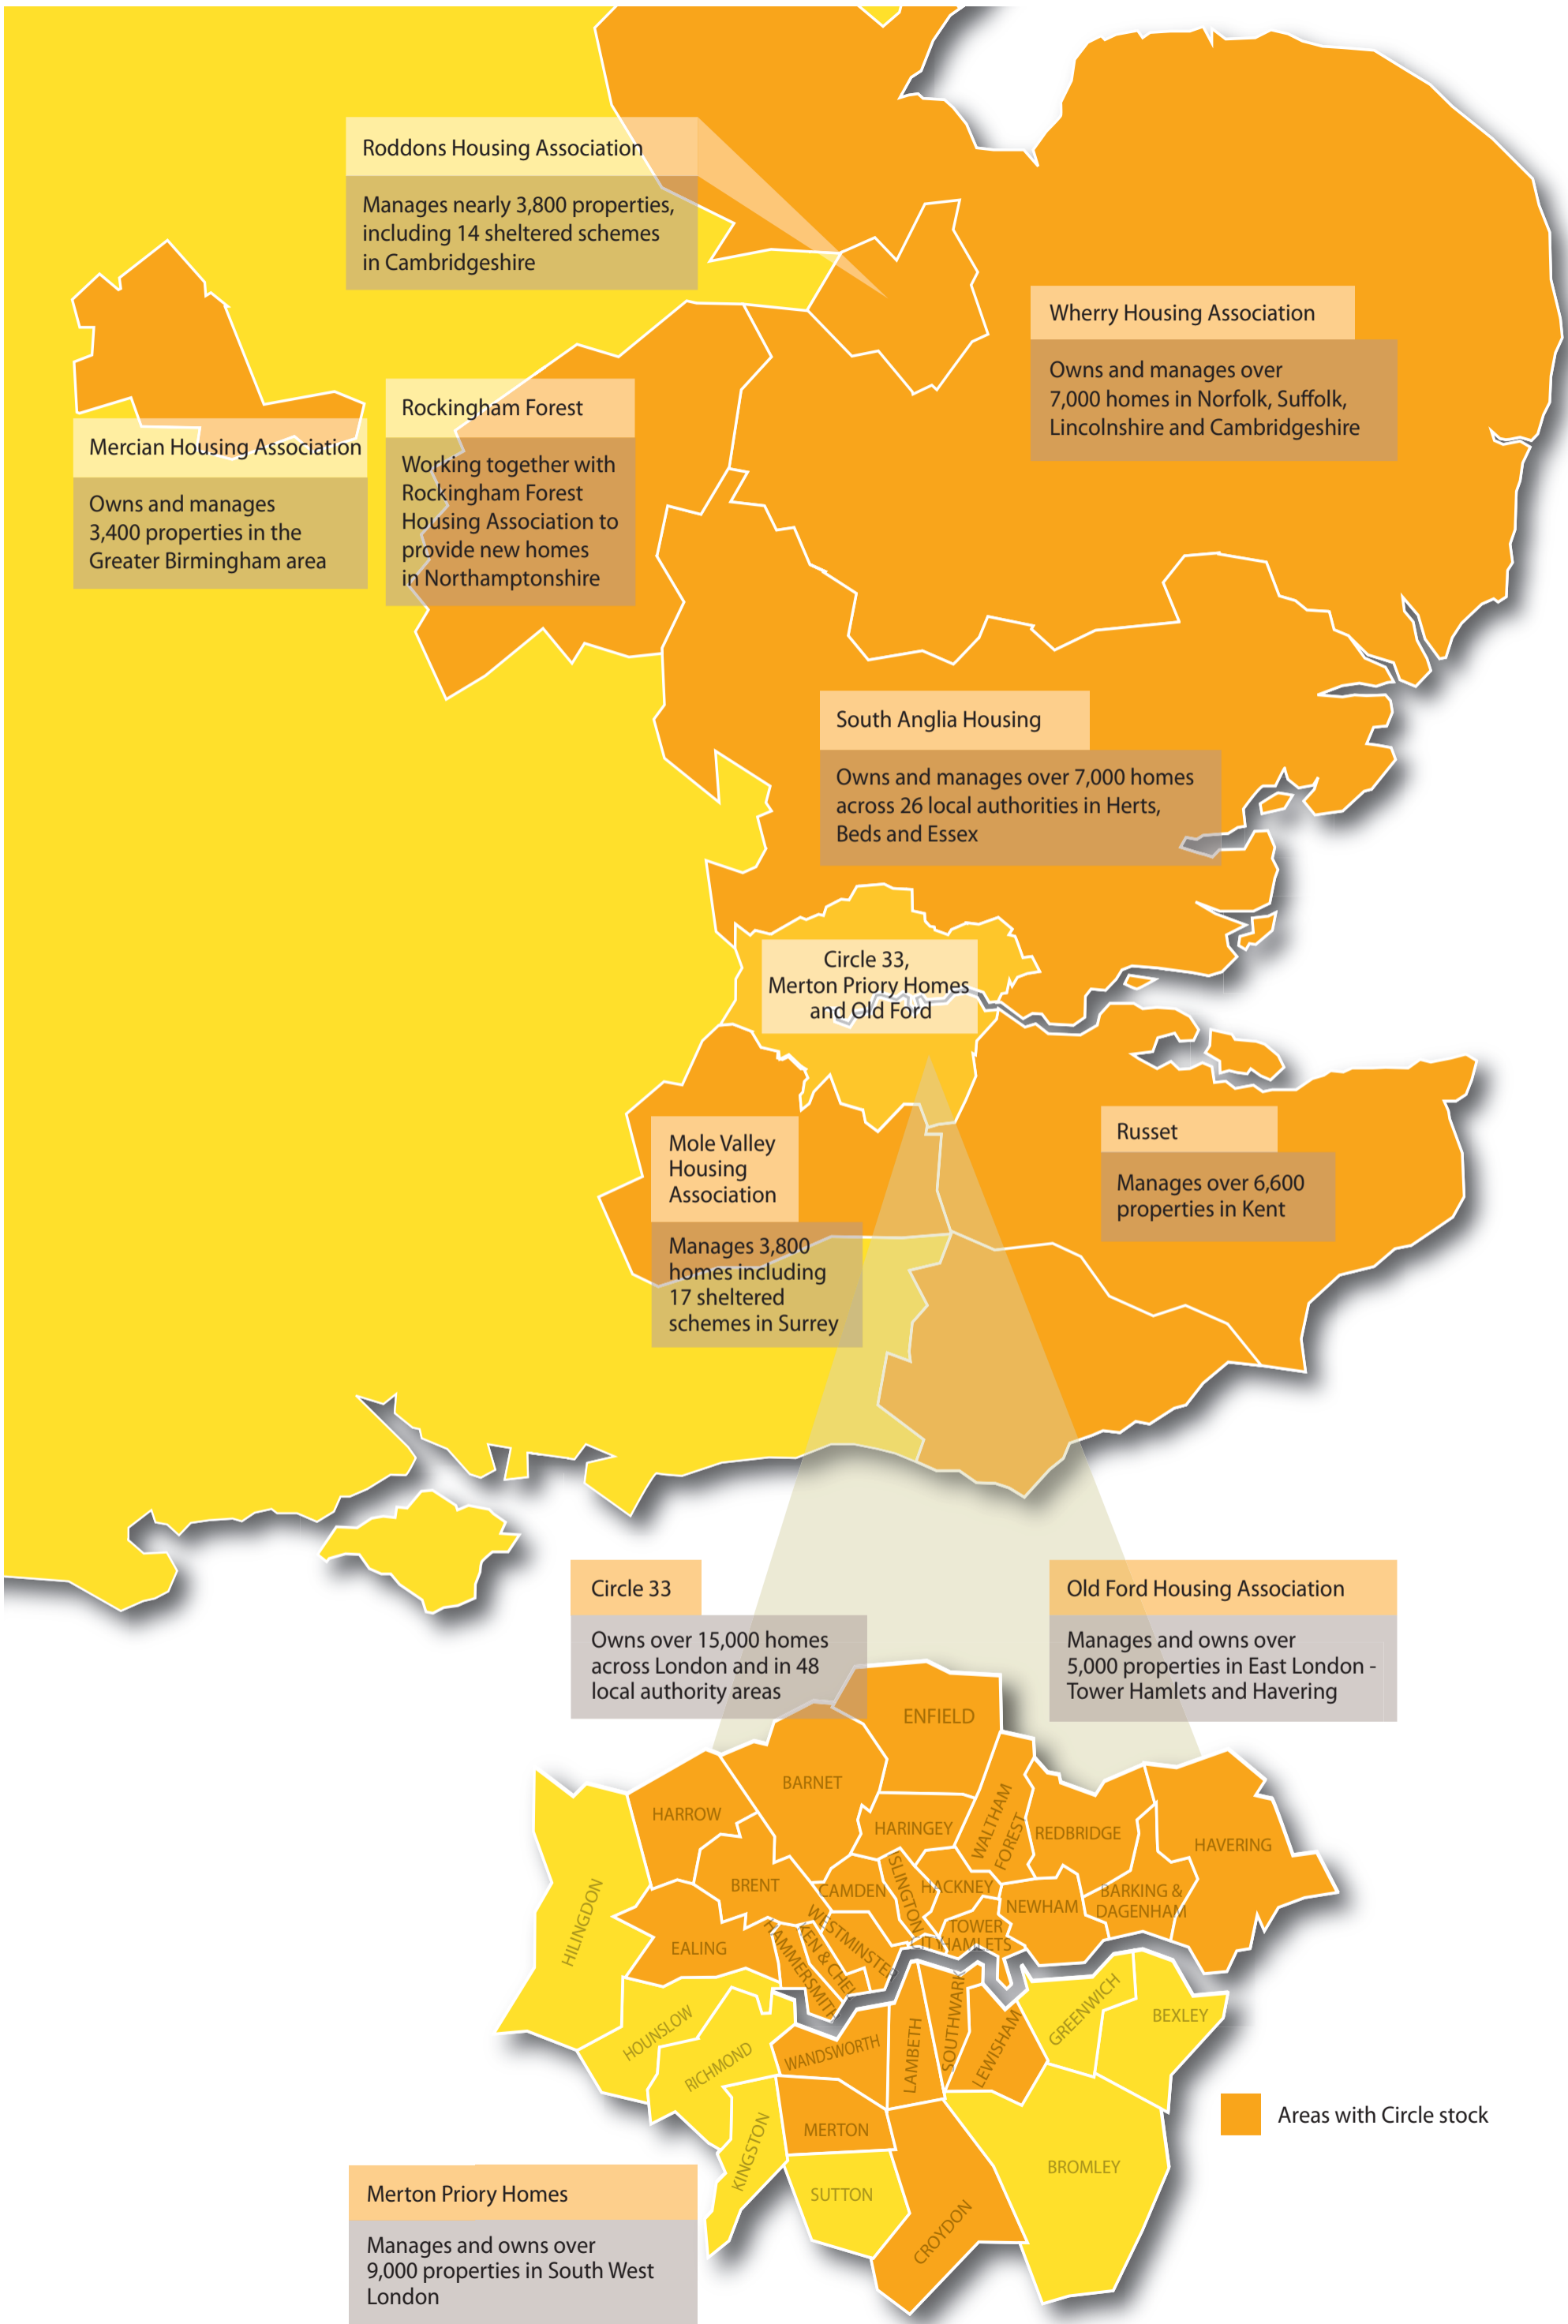 Roddons Housing Association
Manages nearly 3,800 properties,
including 14 sheltered schemes
in Cambridgeshire
Wherry Housing Association
Owns and manages over
7,000 homes in Norfolk, Suffolk,
Lincolnshire and Cambridgeshire
Mercian Housing Association
Owns and manages
3,400 properties in the
Greater Birmingham area
Rockingham Forest
Working together with
Rockingham Forest
Housing Association to
provide new homes
in Northamptonshire
South Anglia Housing
Owns and manages over 7,000 homes
across 26 local authorities in Herts,
Beds and Essex
Circle 33,
Merton Priory Homes
and Old Ford
Mole Valley
Housing
Association
Manages 3,800
homes including
17 sheltered
schemes in Surrey
Russet
Manages over 6,600
properties in Kent
Circle 33
Owns over 15,000 homes
across London and in 48
local authority areas
Old Ford Housing Association
Manages and owns over
5,000 properties in East London -
Tower Hamlets and Havering
ENFIELD
BARNET
HARROW
HARINGEY
WALTHAM
FOREST
REDBRIDGE
HAVERING
HILINGDON
BRENT
CAMDEN
ISLINGTON
HACKNEY
NEWHAM
BARKING &
DAGENHAM
EALING
HAMMERSMITH
KEN & CHEL
WESTMINSTER
CITY
TOWER
HAMLETS
HOUNSLOW
RICHMOND
WANDSWORTH
LAMBETH
SOUTHWARK
LEWISHAM
GREENWICH
BEXLEY
KINGSTON
MERTON
SUTTON
CROYDON
BROMLEY
Areas with Circle stock
Merton Priory Homes
Manages and owns over
9,000 properties in South West
London